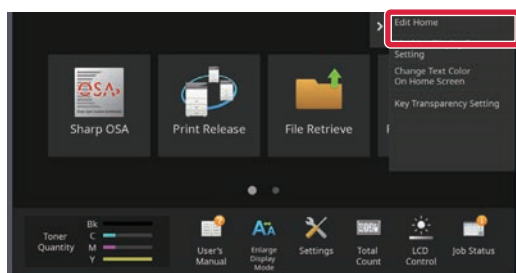 Edit Home
Setting
Change Text Color
On Home Screen
Key Transparency Setting
OSA
Sharp OSA
Print Release
File Retrieve
Toner
Quantity
Bk
C
M
Y
User's
Manual
Enlarge
Display
Mode
Settings
Total
Count
LCD
Control
Job Status